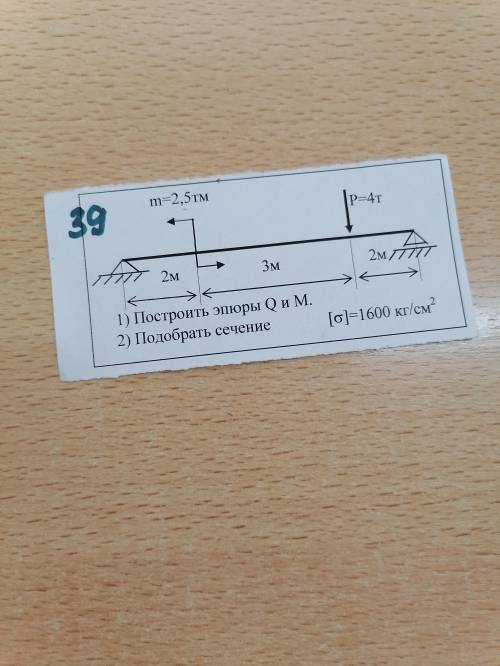 39
m=2,5тм
P=4т
2м
3м
2м
1) Построить эпюры Q и M.
2) Подобрать сечение
[σ]=1600 кг/см²